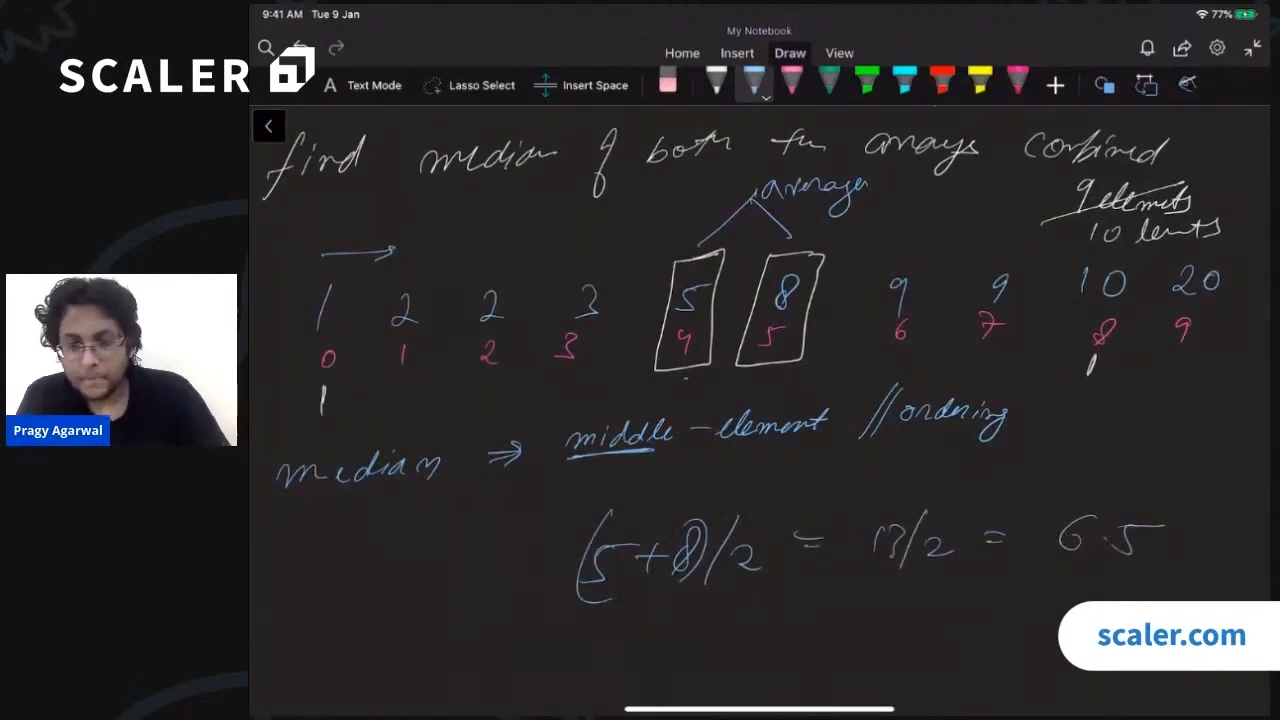 9:41 AM Tue 9 Jan
77%
My Notebook
SCALER
Home Insert Draw View
A Text Mode Lasso Select Insert Space
find median of both the arrays combined
average
9 elemets
10 lemts
1 2 2 3 5 8 9 9 10 20
0 1 2 3 4 5 6 7 8 9
median ⇒ middle-element //ordering
(5+8)/2 = 13/2 = 6.5
Pragy Agarwal
scaler.com